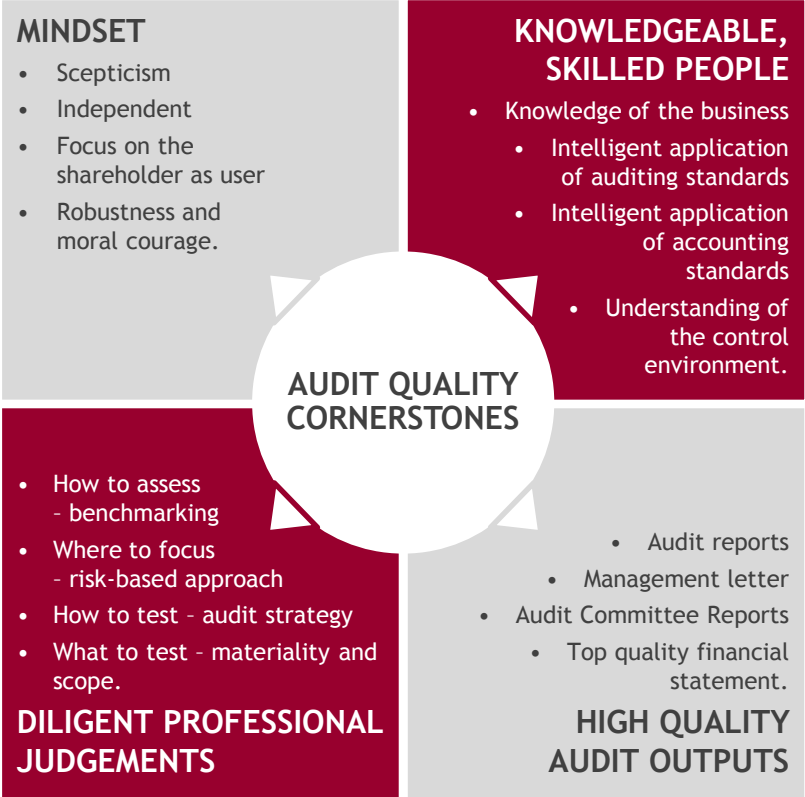 MINDSET
• Scepticism
• Independent
• Focus on the
shareholder as user
• Robustness and
moral courage.
KNOWLEDGEABLE,
SKILLED PEOPLE
• Knowledge of the business
• Intelligent application
of auditing standards
• Intelligent application
of accounting
standards
• Understanding of
the control
environment.
AUDIT QUALITY
CORNERSTONES
• How to assess
– benchmarking
• Where to focus
– risk-based approach
• How to test – audit strategy
• What to test – materiality and
scope.
DILIGENT PROFESSIONAL
JUDGEMENTS
• Audit reports
• Management letter
• Audit Committee Reports
• Top quality financial
statement.
HIGH QUALITY
AUDIT OUTPUTS